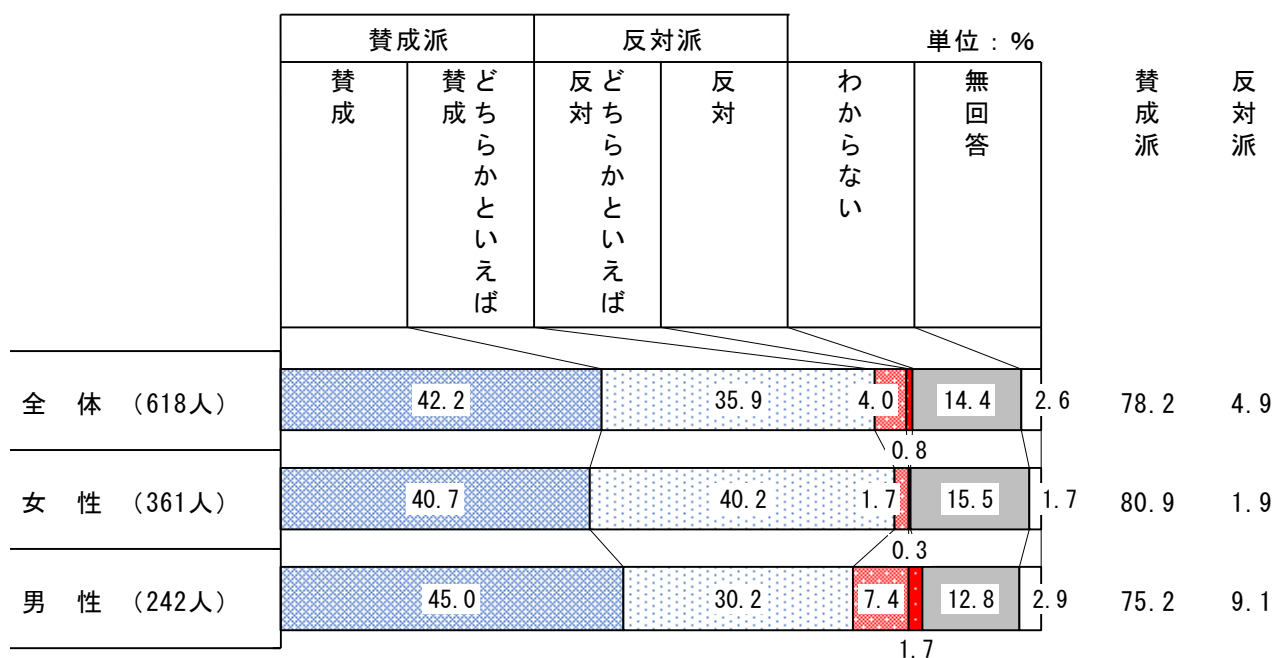 賛成派 反対派 単位：%
賛成 どちらかといえば賛成 どちらかといえば反対 反対 わからない 無回答 賛成派 反対派
全 体 (618人) 42.2 35.9 4.0 14.4 2.6 78.2 4.9
0.8
女 性 (361人) 40.7 40.2 1.7 15.5 1.7 80.9 1.9
0.3
男 性 (242人) 45.0 30.2 7.4 12.8 2.9 75.2 9.1
1.7